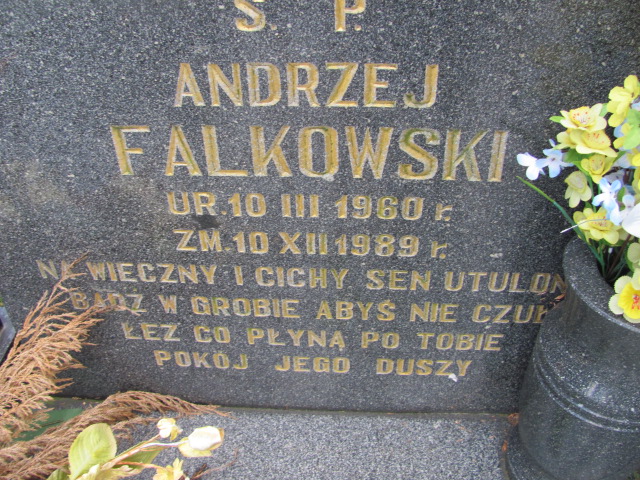 Ś. P.
ANDRZEJ
FALKOWSKI
UR. 10 III 1960 r.
ZM. 10 XII 1989 r.
NA WIECZNY I CICHY SEN UTULON
BĄDŹ W GROBIE ABYŚ NIE CZUŁ
ŁEZ CO PŁYNĄ PO TOBIE
POKÓJ JEGO DUSZY